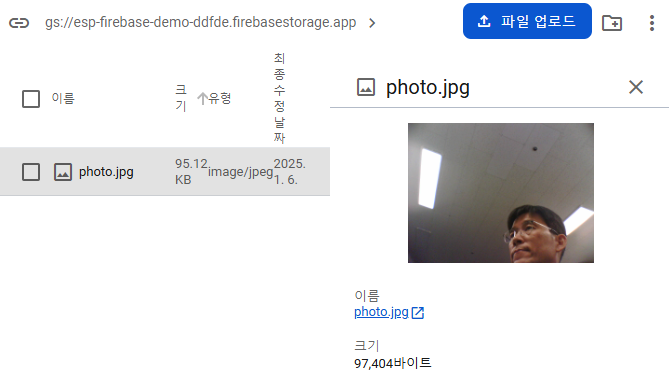 gs://esp-firebase-demo-ddfde.firebasestorage.app
파일 업로드
이름
크
기
유형
최
종
수
정
날
짜
photo.jpg
95.12
KB
image/jpeg
2025.
1. 6.
photo.jpg
이름
photo.jpg
크기
97,404바이트